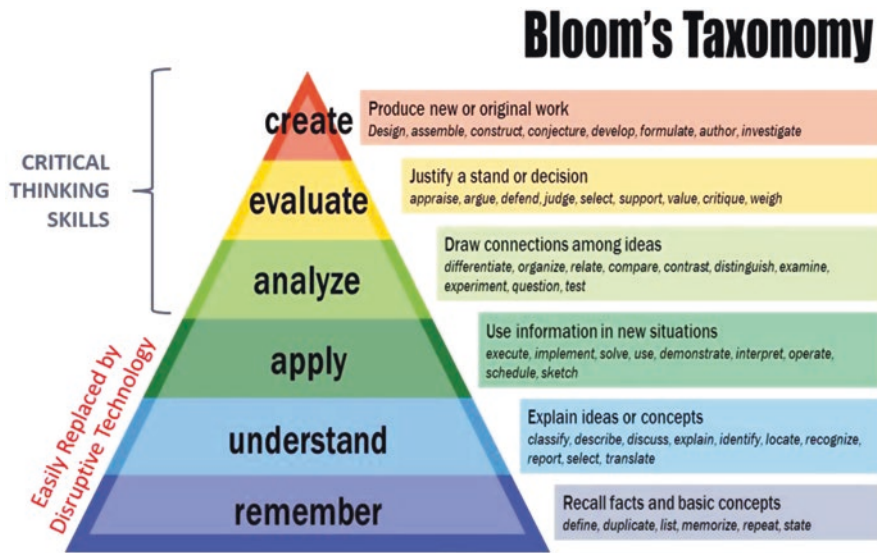 Bloom's Taxonomy
CRITICAL
THINKING
SKILLS
create
Produce new or original work
Design, assemble, construct, conjecture, develop, formulate, author, investigate
evaluate
Justify a stand or decision
appraise, argue, defend, judge, select, support, value, critique, weigh
analyze
Draw connections among ideas
differentiate, organize, relate, compare, contrast, distinguish, examine,
experiment, question, test
Easily Replaced by
Disruptive Technology
apply
Use information in new situations
execute, implement, solve, use, demonstrate, interpret, operate,
schedule, sketch
understand
Explain ideas or concepts
classify, describe, discuss, explain, identify, locate, recognize,
report, select, translate
remember
Recall facts and basic concepts
define, duplicate, list, memorize, repeat, state